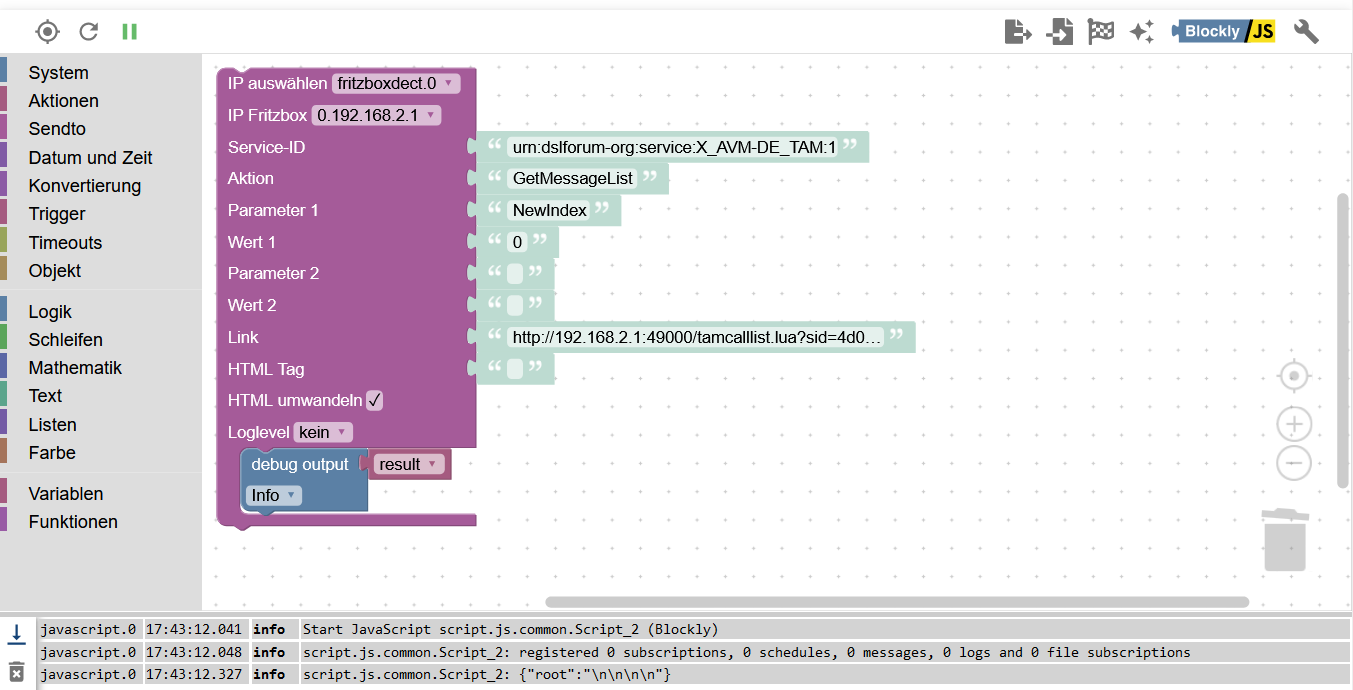 Blockly
JS
System
Aktionen
Sendto
Datum und Zeit
Konvertierung
Trigger
Timeouts
Objekt
Logik
Schleifen
Mathematik
Text
Listen
Farbe
Variablen
Funktionen
IP auswählen fritzboxdect.0
IP Fritzbox 0.192.168.2.1
Service-ID “ urn:dslforum-org:service:X_AVM-DE_TAM:1 ”
Aktion “ GetMessageList ”
Parameter 1 “ NewIndex ”
Wert 1 “ 0 ”
Parameter 2 “ ”
Wert 2 “ ”
Link “ http://192.168.2.1:49000/tamcalllist.lua?sid=4d0... ”
HTML Tag “ ”
HTML umwandeln ✓
Loglevel kein
debug output result
Info
javascript.0 17:43:12.041 info Start JavaScript script.js.common.Script_2 (Blockly)
javascript.0 17:43:12.048 info script.js.common.Script_2: registered 0 subscriptions, 0 schedules, 0 messages, 0 logs and 0 file subscriptions
javascript.0 17:43:12.327 info script.js.common.Script_2: {"root":"\n\n\n\n"}